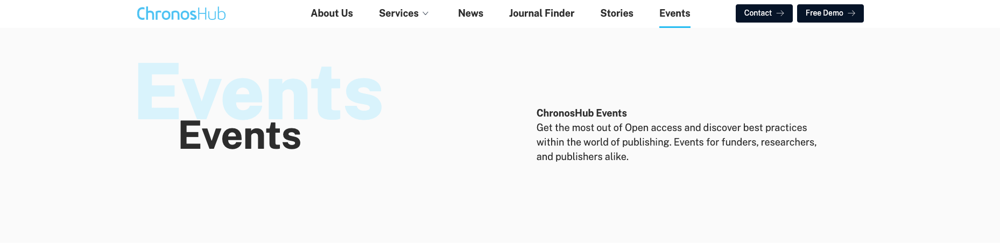 ChronosHub
About Us Services News Journal Finder Stories Events Contact Free Demo
Events
Events
ChronosHub Events
Get the most out of Open access and discover best practices
within the world of publishing. Events for funders, researchers,
and publishers alike.